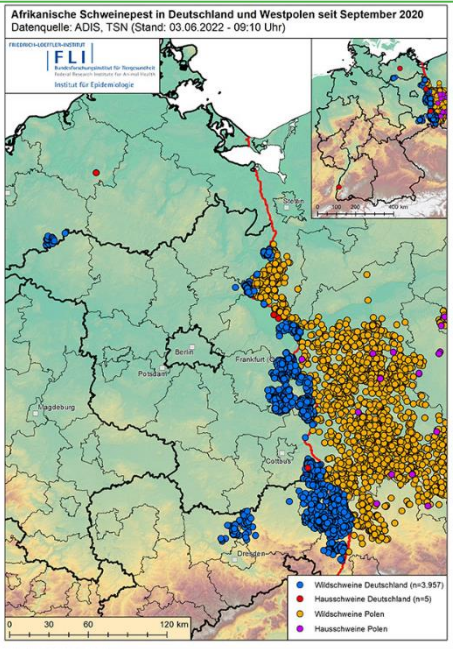 Afrikanische Schweinepest in Deutschland und Westpolen seit September 2020
Datenquelle: ADIS, TSN (Stand: 03.06.2022 - 09:10 Uhr)
FRIEDRICH-LOEFFLER-INSTITUT
FLI
Bundesforschungsinstitut für Tiergesundheit
Federal Research Institute for Animal Health
Institut für Epidemiologie
0 100 200 400 km
Stettin
Berlin
Potsdam
Frankfurt (O
Magdeburg
Cottbus
Dresden
0 30 60 120 km
Wildschweine Deutschland (n=3.957)
Hausschweine Deutschland (n=5)
Wildschweine Polen
Hausschweine Polen